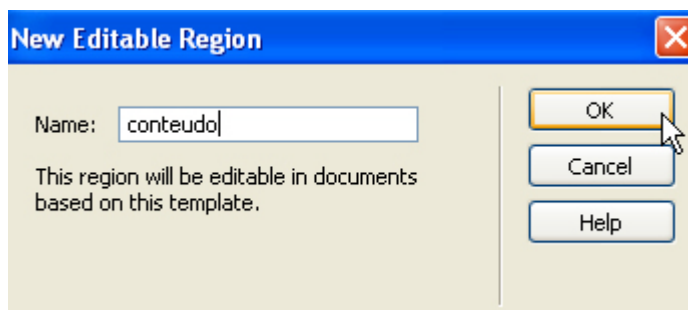 New Editable Region
Name: conteudo
OK
This region will be editable in documents
based on this template.
Cancel
Help